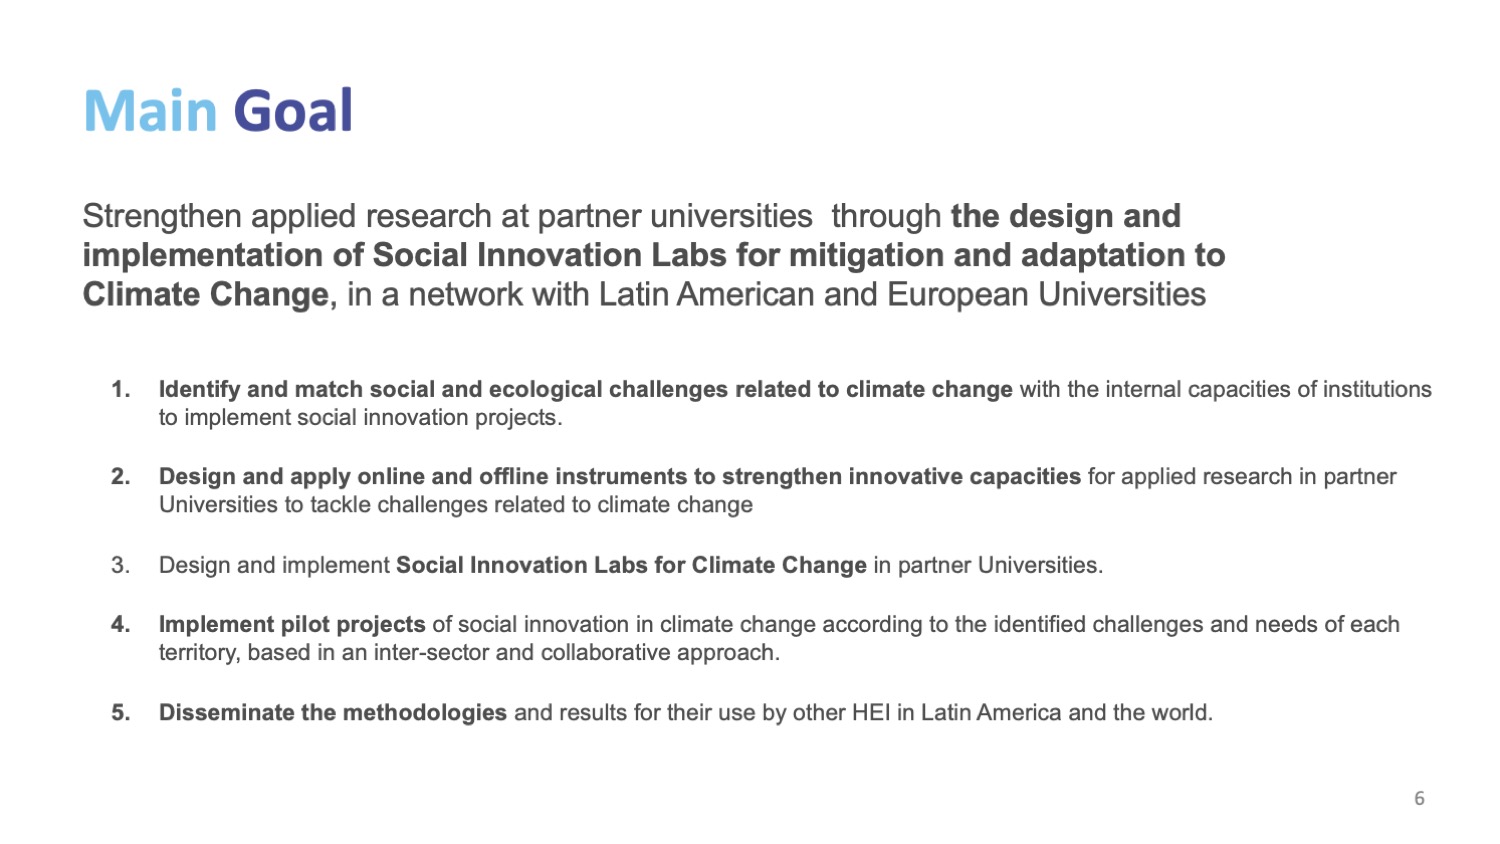 Main Goal
Strengthen applied research at partner universities  through the design and
implementation of Social Innovation Labs for mitigation and adaptation to
Climate Change, in a network with Latin American and European Universities
1. Identify and match social and ecological challenges related to climate change with the internal capacities of institutions
to implement social innovation projects.
2. Design and apply online and offline instruments to strengthen innovative capacities for applied research in partner
Universities to tackle challenges related to climate change
3. Design and implement Social Innovation Labs for Climate Change in partner Universities.
4. Implement pilot projects of social innovation in climate change according to the identified challenges and needs of each
territory, based in an inter-sector and collaborative approach.
5. Disseminate the methodologies and results for their use by other HEI in Latin America and the world.
6